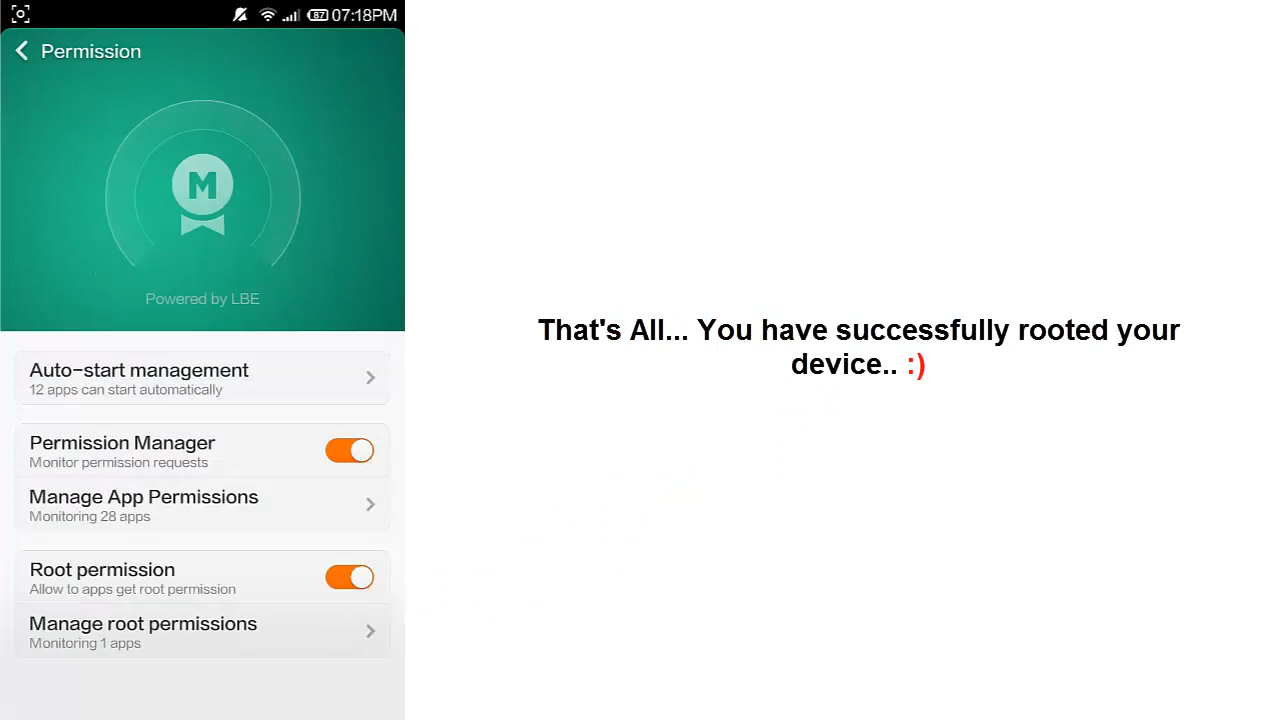 87 07:18PM
Permission
M
Powered by LBE
Auto-start management
12 apps can start automatically
Permission Manager
Monitor permission requests
Manage App Permissions
Monitoring 28 apps
Root permission
Allow to apps get root permission
Manage root permissions
Monitoring 1 apps
That's All... You have successfully rooted your
device.. :)